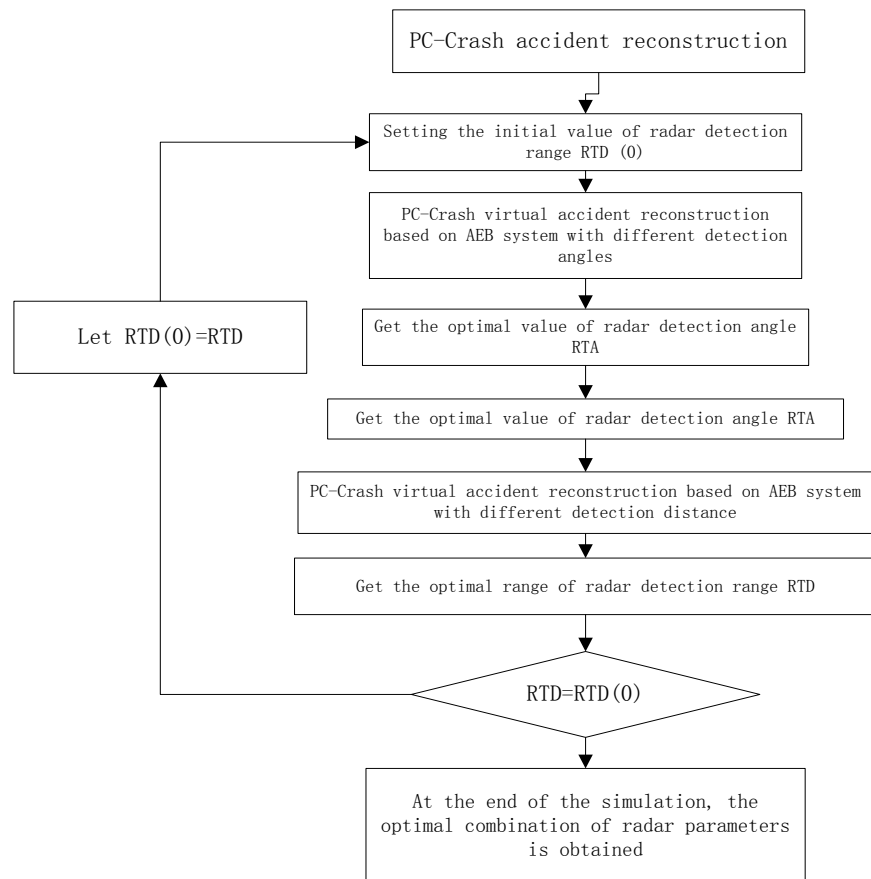 PC-Crash accident reconstruction
Setting the initial value of radar detection
range RTD (0)
PC-Crash virtual accident reconstruction
based on AEB system with different detection
angles
Get the optimal value of radar detection angle
RTA
Let RTD(0)=RTD
Get the optimal value of radar detection angle RTA
PC-Crash virtual accident reconstruction based on AEB system
with different detection distance
Get the optimal range of radar detection range RTD
RTD=RTD(0)
At the end of the simulation, the
optimal combination of radar parameters
is obtained